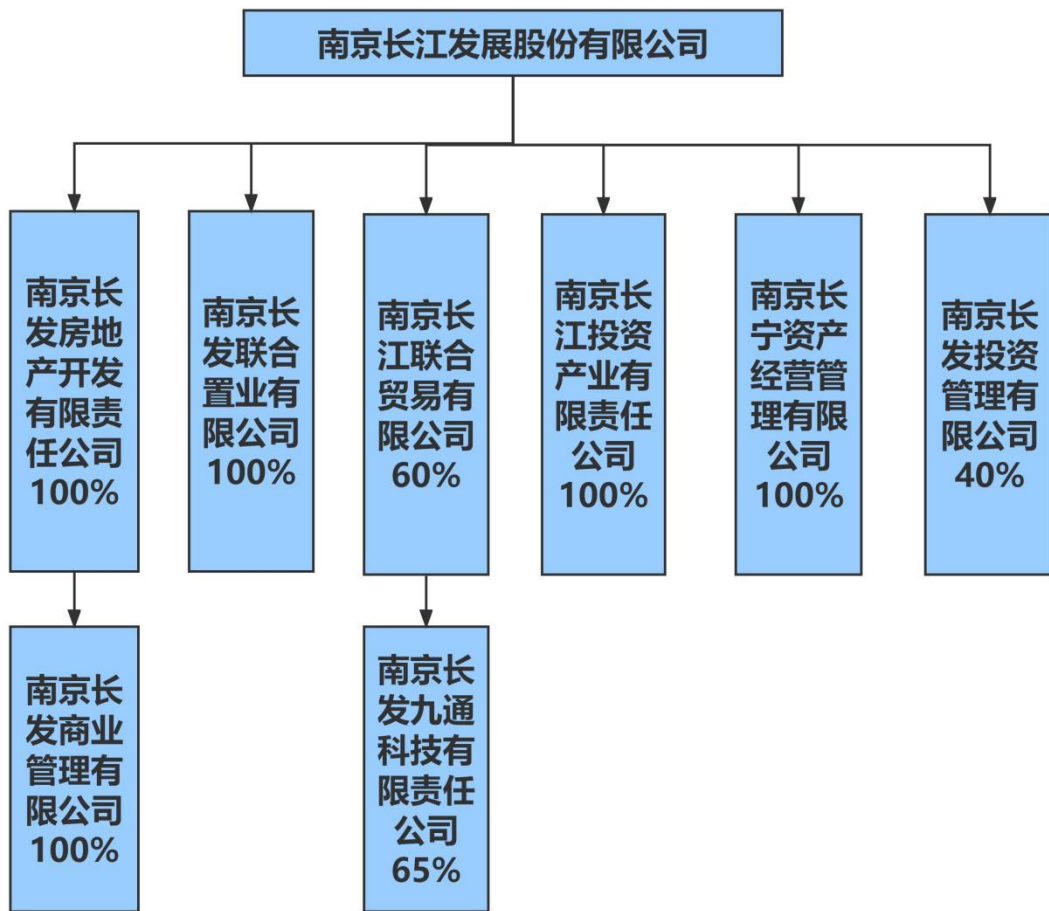 南京长江发展股份有限公司
南京长
发房地
产开发
有限责
任公司
100%
南京长
发联合
置业有
限公司
100%
南京长
江联合
贸易有
限公司
60%
南京长
江投资
产业有
限责任
公司
100%
南京长
宁资产
经营管
理有限
公司
100%
南京长
发投资
管理有
限公司
40%
南京长
发商业
管理有
限公司
100%
南京长
发九通
科技有
限责任
公司
65%